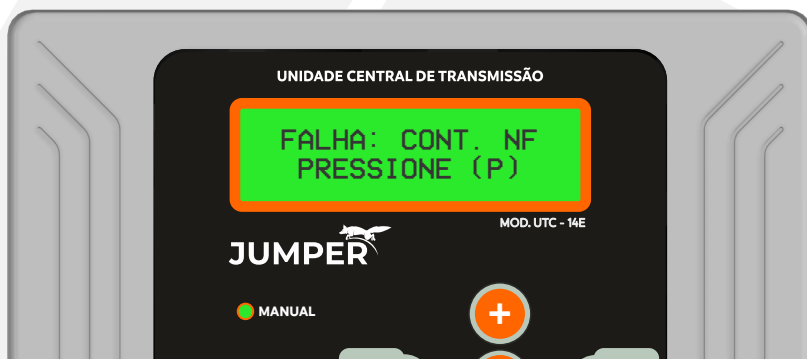 UNIDADE CENTRAL DE TRANSMISSÃO
FALHA: CONT. NF
PRESSIONE (P)
MOD. UTC - 14E
JUMPER
MANUAL
+